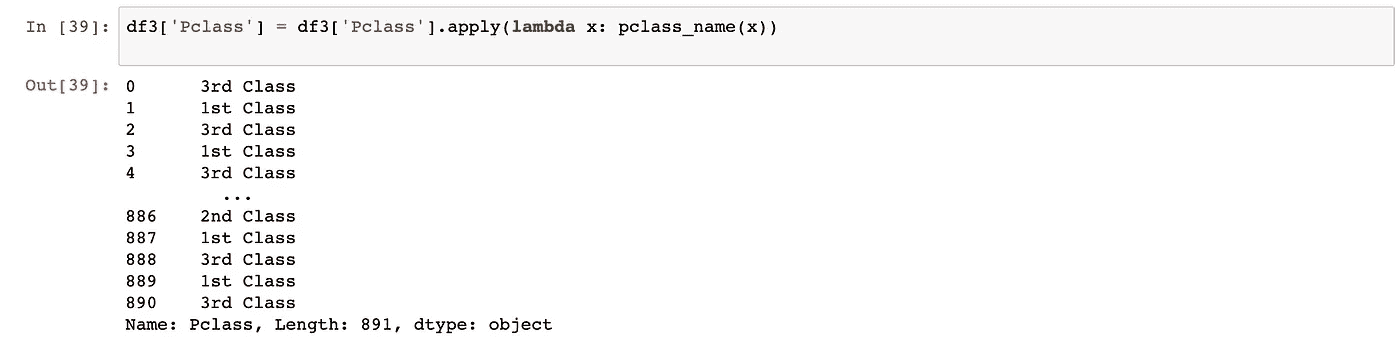 In [39]: df3['Pclass'] = df3['Pclass'].apply(lambda x: pclass_name(x))
Out[39]: 0 3rd Class
1 1st Class
2 3rd Class
3 1st Class
4 3rd Class
...
886 2nd Class
887 1st Class
888 3rd Class
889 1st Class
890 3rd Class
Name: Pclass, Length: 891, dtype: object